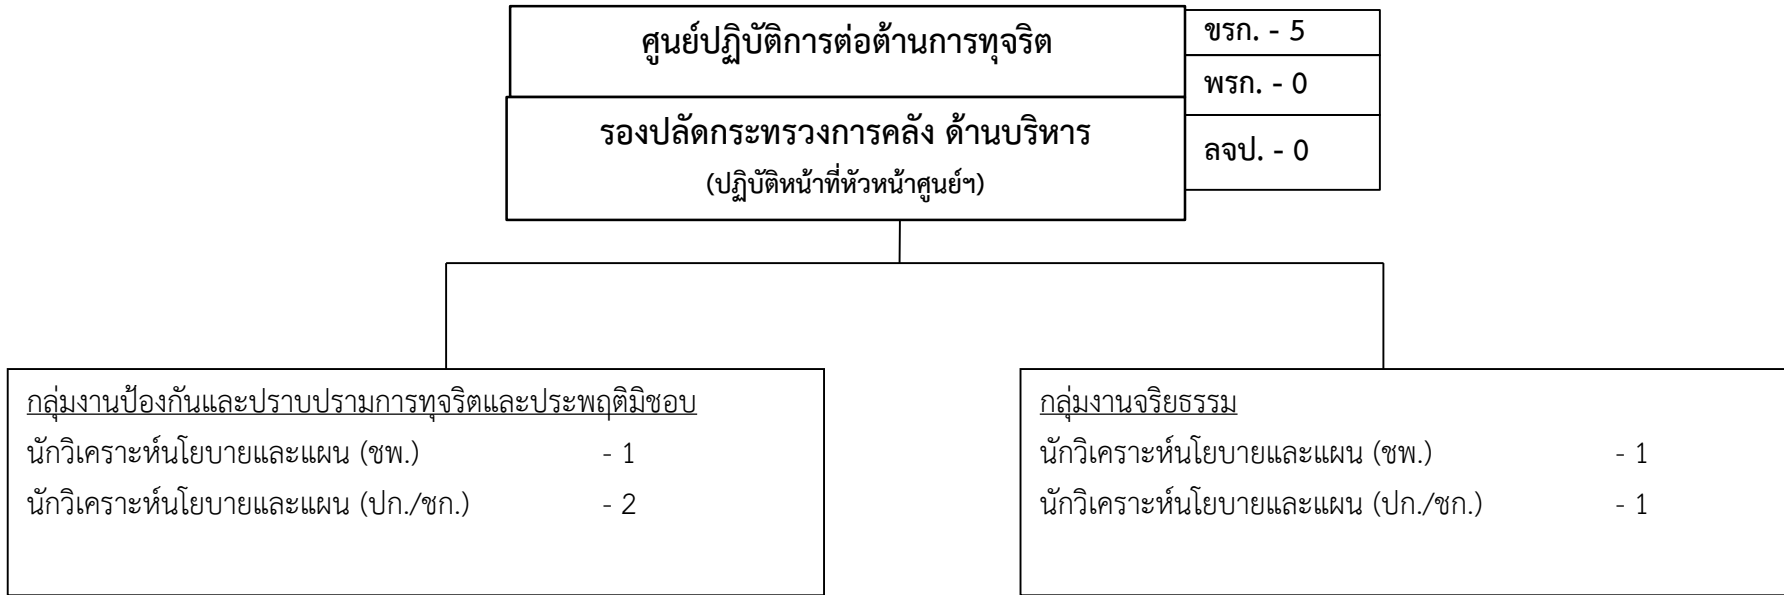 ศูนย์ปฏิบัติการต่อต้านการทุจริต
ขรก. - 5
พรก. - 0
รองปลัดกระทรวงการคลัง ด้านบริหาร
(ปฏิบัติหน้าที่หัวหน้าศูนย์ฯ)
ลจป. - 0
กลุ่มงานป้องกันและปราบปรามการทุจริตและประพฤติมิชอบ
นักวิเคราะห์นโยบายและแผน (ชพ.) - 1
นักวิเคราะห์นโยบายและแผน (ปก./ชก.) - 2
กลุ่มงานจริยธรรม
นักวิเคราะห์นโยบายและแผน (ชพ.) - 1
นักวิเคราะห์นโยบายและแผน (ปก./ชก.) - 1